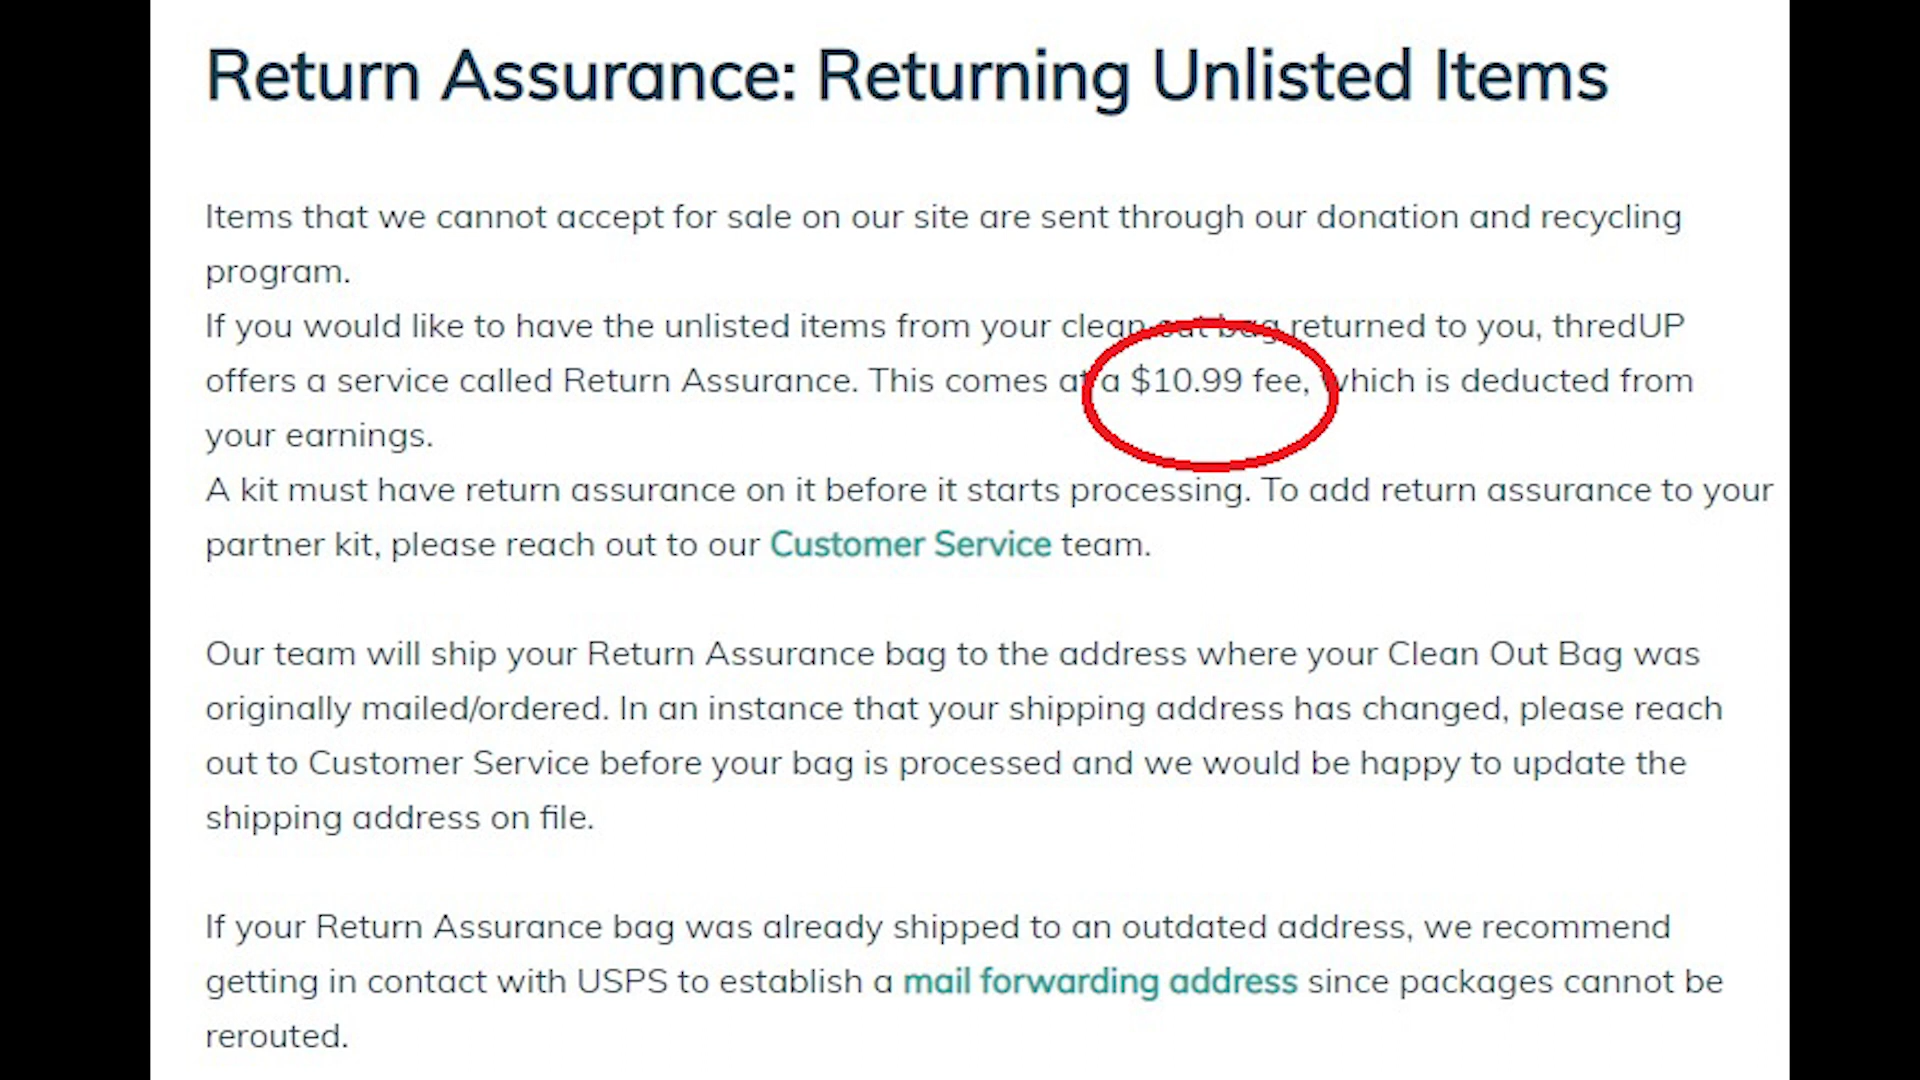 Return Assurance: Returning Unlisted Items
Items that we cannot accept for sale on our site are sent through our donation and recycling
program.
If you would like to have the unlisted items from your clean out bag returned to you, thredUP
offers a service called Return Assurance. This comes at a $10.99 fee, which is deducted from
your earnings.
A kit must have return assurance on it before it starts processing. To add return assurance to your
partner kit, please reach out to our Customer Service team.
Our team will ship your Return Assurance bag to the address where your Clean Out Bag was
originally mailed/ordered. In an instance that your shipping address has changed, please reach
out to Customer Service before your bag is processed and we would be happy to update the
shipping address on file.
If your Return Assurance bag was already shipped to an outdated address, we recommend
getting in contact with USPS to establish a mail forwarding address since packages cannot be
rerouted.